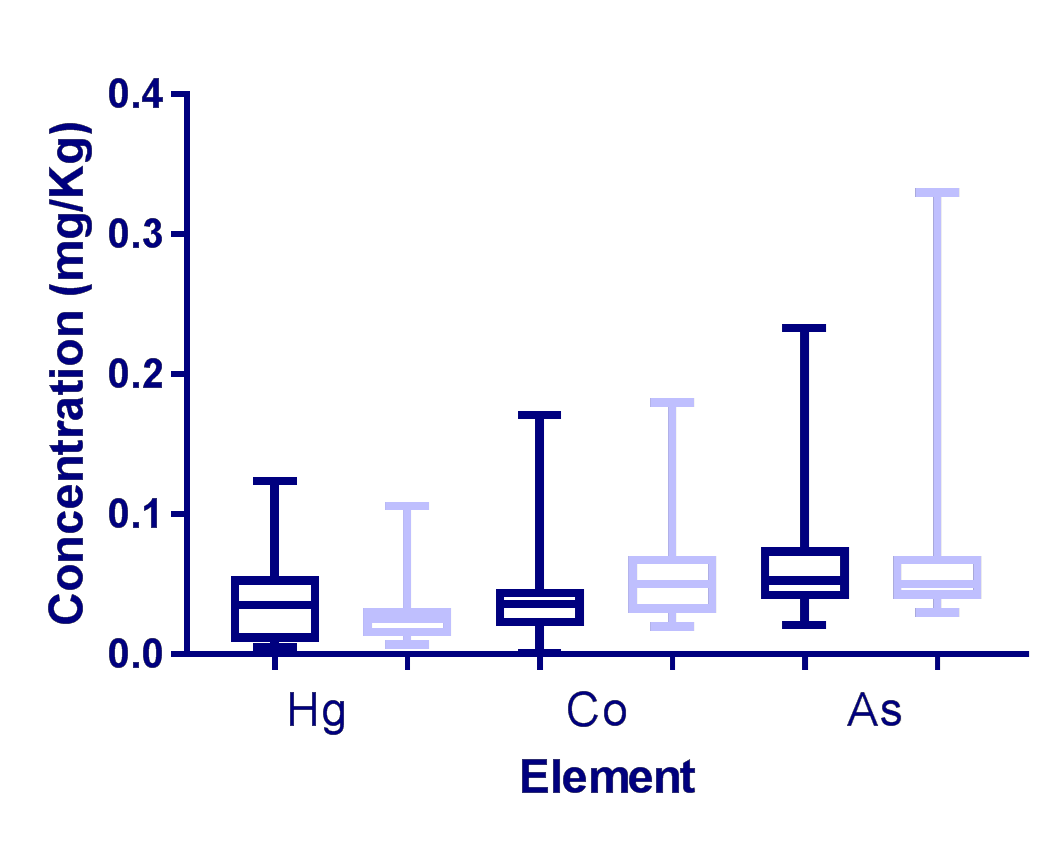 0.4
0.3
0.2
0.1
0.0
Concentration (mg/Kg)
Hg Co As
Element